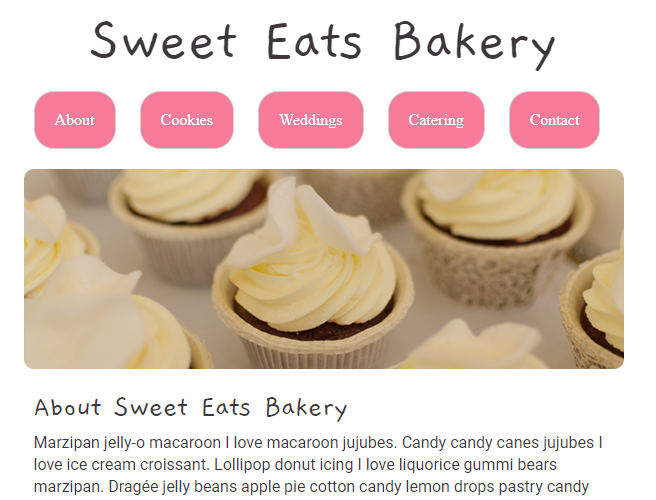 Sweet Eats Bakery
About
Cookies
Weddings
Catering
Contact
About Sweet Eats Bakery
Marzipan jelly-o macaroon I love macaroon jujubes. Candy candy canes jujubes I
love ice cream croissant. Lollipop donut icing I love liquorice gummi bears
marzipan. Dragée jelly beans apple pie cotton candy lemon drops pastry candy